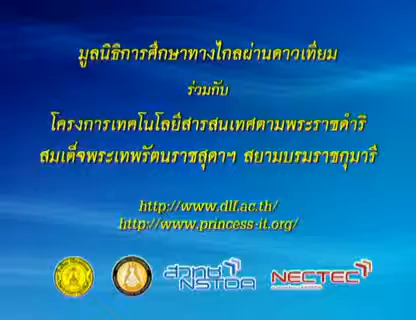 มูลนิธิการศึกษาทางไกลผ่านดาวเทียม
ร่วมกับ
โครงการเทคโนโลยีสารสนเทศตามพระราชดำริ
สมเด็จพระเทพรัตนราชสุดาฯ สยามบรมราชกุมารี
http://www.dlf.ac.th/
http://www.princess-it.org/
สวทช
NSTDA
NECTEC